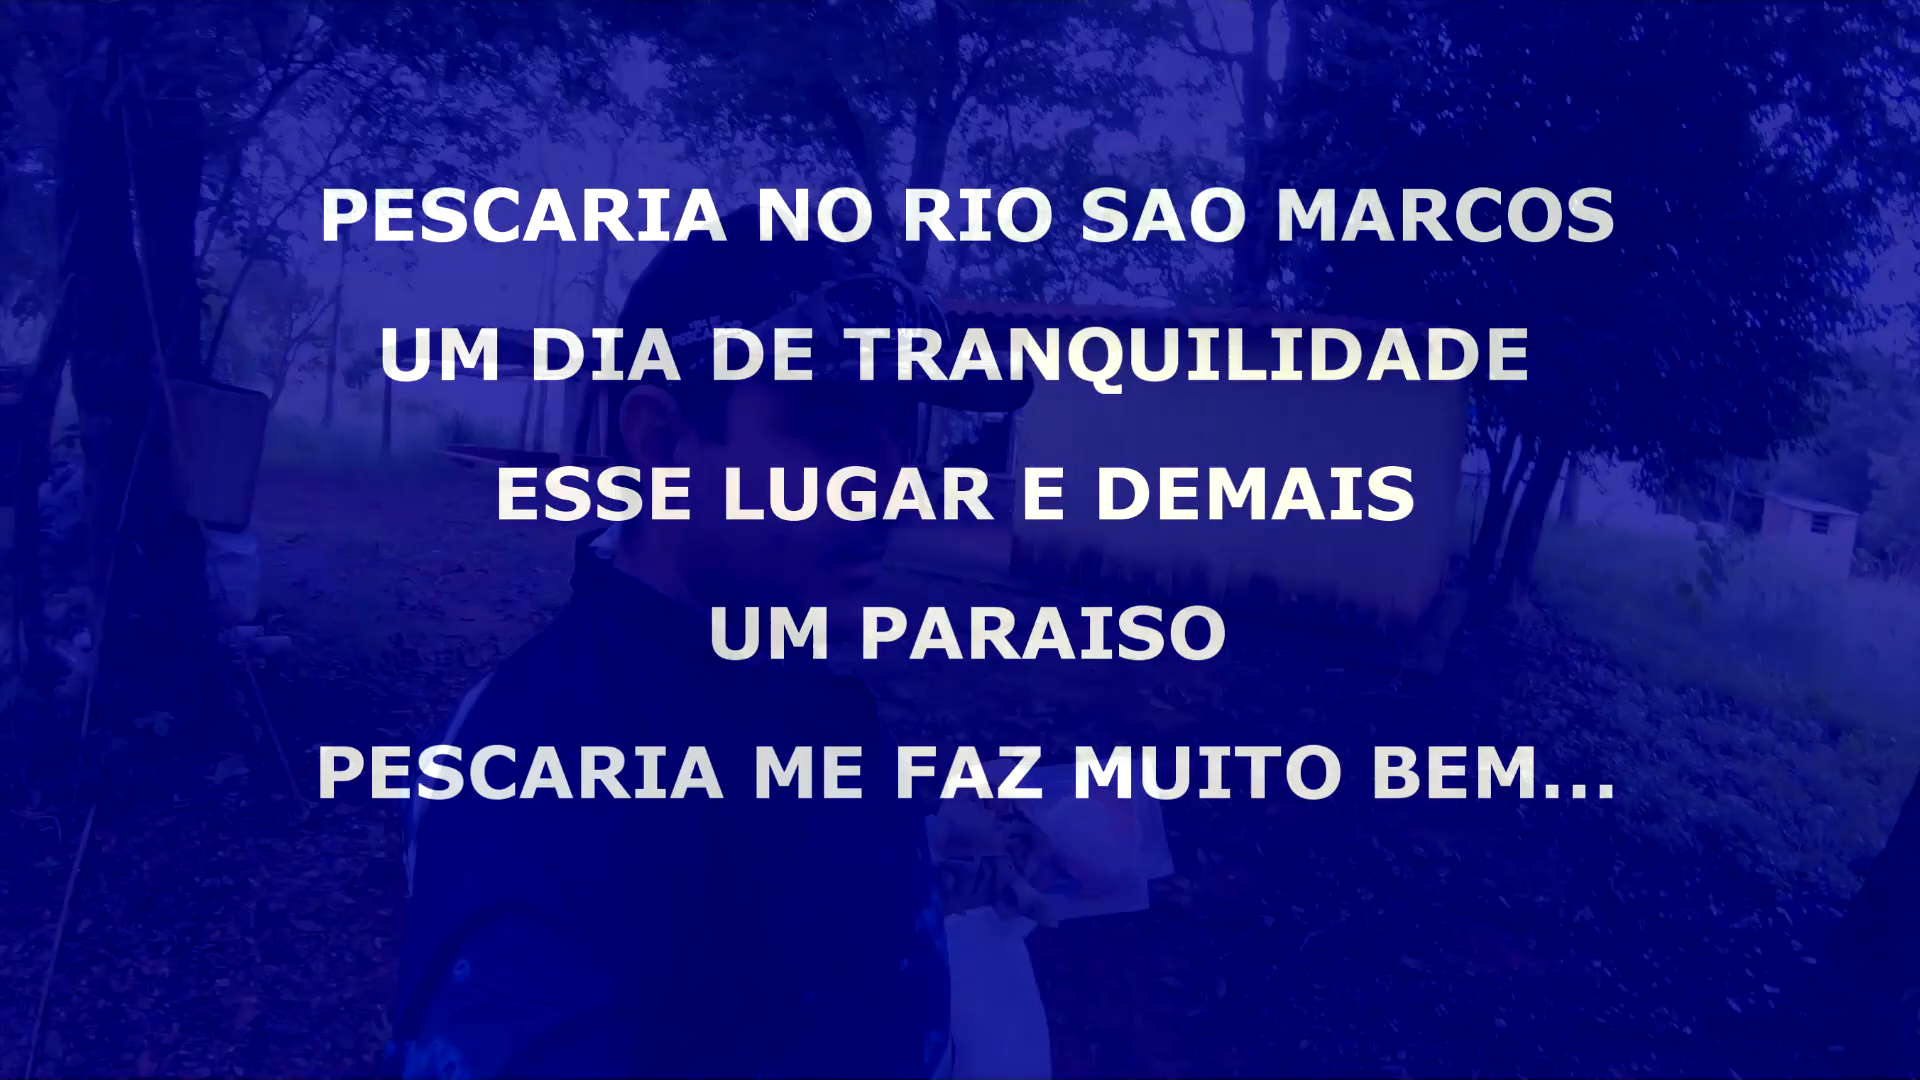 PESCARIA NO RIO SAO MARCOS
UM DIA DE TRANQUILIDADE
ESSE LUGAR E DEMAIS
UM PARAISO
PESCARIA ME FAZ MUITO BEM...